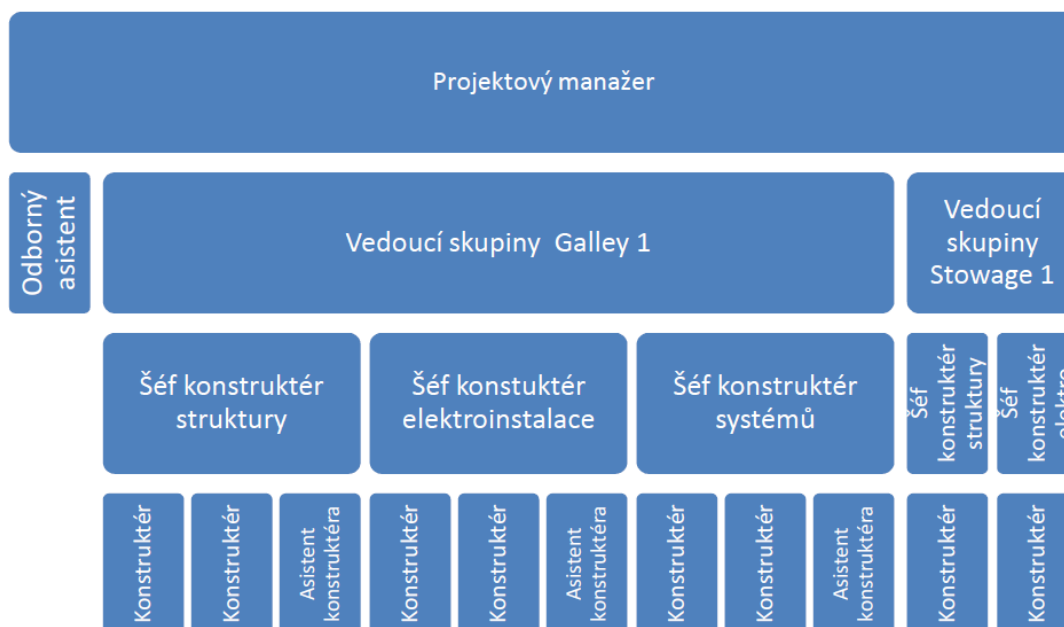 Projektový manažer
Odborný
asistent
Vedoucí skupiny  Galley 1
Vedoucí
skupiny
Stowage 1
Šéf konstruktér
struktury
Šéf konstuktér
elektroinstalace
Šéf konstruktér
systémů
Šéf
konstruktér
struktury
Šéf
konstruktér
Konstruktér
Konstruktér
Asistent
konstruktéra
Konstruktér
Konstruktér
Asistent
konstruktéra
Konstruktér
Konstruktér
Asistent
konstruktéra
Konstruktér
Konstruktér